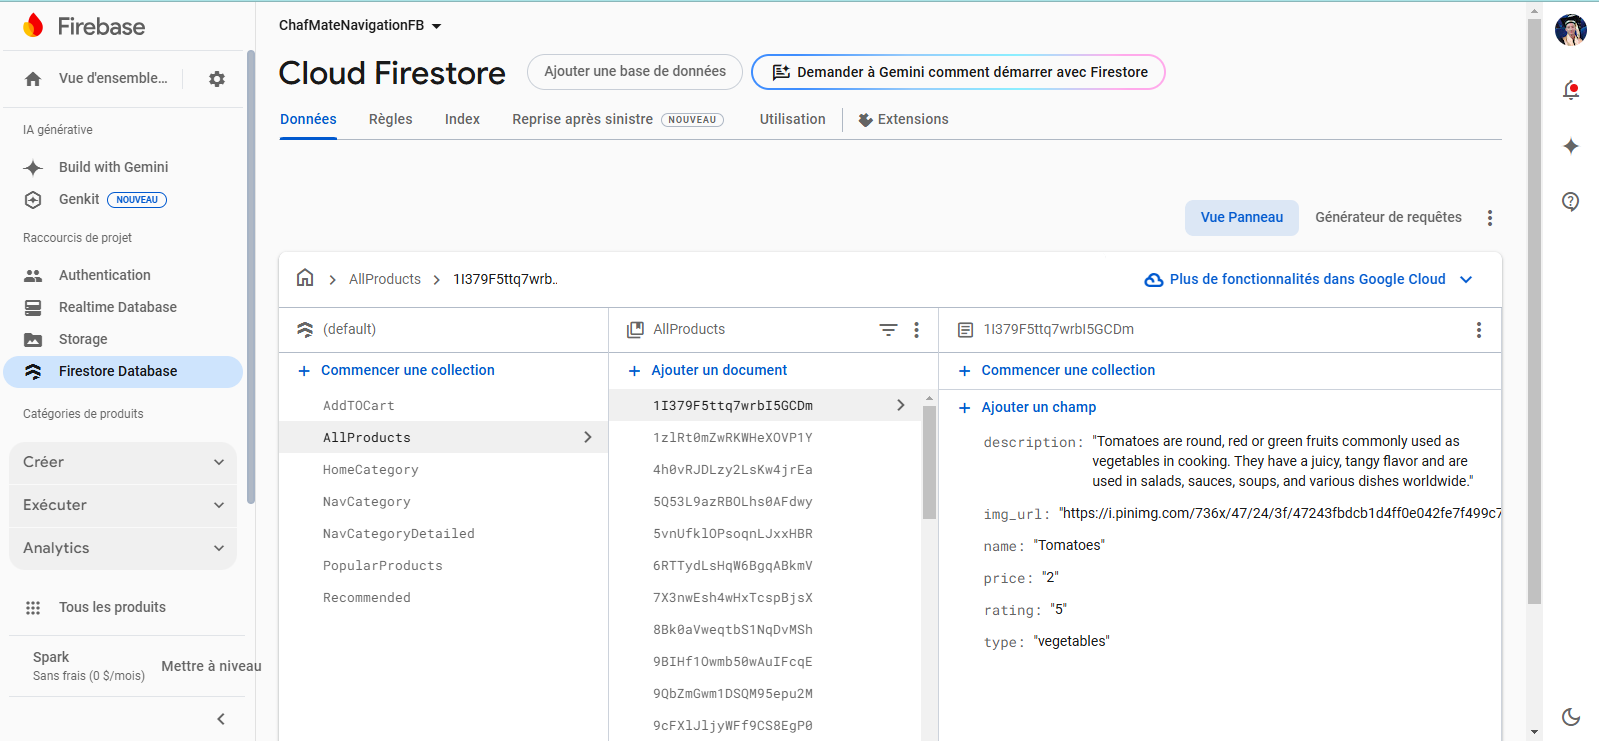 Firebase
ChafMateNavigationFB
Cloud Firestore
Ajouter une base de données
Demander à Gemini comment démarrer avec Firestore
Vue d'ensemble...
Données
Règles
Index
Reprise après sinistre
NOUVEAU
Utilisation
Extensions
IA générative
Build with Gemini
Genkit
NOUVEAU
Raccourcis de projet
Authentication
Realtime Database
Storage
Firestore Database
Catégories de produits
Créer
Exécuter
Analytics
Tous les produits
Spark
Sans frais (0 $/mois)
Mettre à niveau
Vue Panneau
Générateur de requêtes
AllProducts
1I379F5ttq7wrb..
Plus de fonctionnalités dans Google Cloud
(default)
Commencer une collection
AddTOCart
AllProducts
HomeCategory
NavCategory
NavCategoryDetailed
PopularProducts
Recommended
AllProducts
Ajouter un document
1I379F5ttq7wrbI5GCDm
1zlRt0mZwRKWHeXOVP1Y
4h0vRJDLzy2LsKw4jrEa
5Q53L9azRBOLhs0AFdwy
5vnUfklOPsoqnLJxxHBR
6RTTydLsHqW6BgqABkmV
7X3nwEsh4wHxTcspBjsX
8Bk0aVweqtbS1NqDvMSh
9BIHf1Owmb50wAuIFcqE
9QbZmGwm1DSQM95epu2M
9cFXlJljyWFf9CS8EgP0
1I379F5ttq7wrbI5GCDm
Commencer une collection
Ajouter un champ
description: "Tomatoes are round, red or green fruits commonly used as
vegetables in cooking. They have a juicy, tangy flavor and are
used in salads, sauces, soups, and various dishes worldwide."
img_url: "https://i.pinimg.com/736x/47/24/3f/47243fbdcb1d4ff0e042fe7f499c7
name: "Tomatoes"
price: "2"
rating: "5"
type: "vegetables"